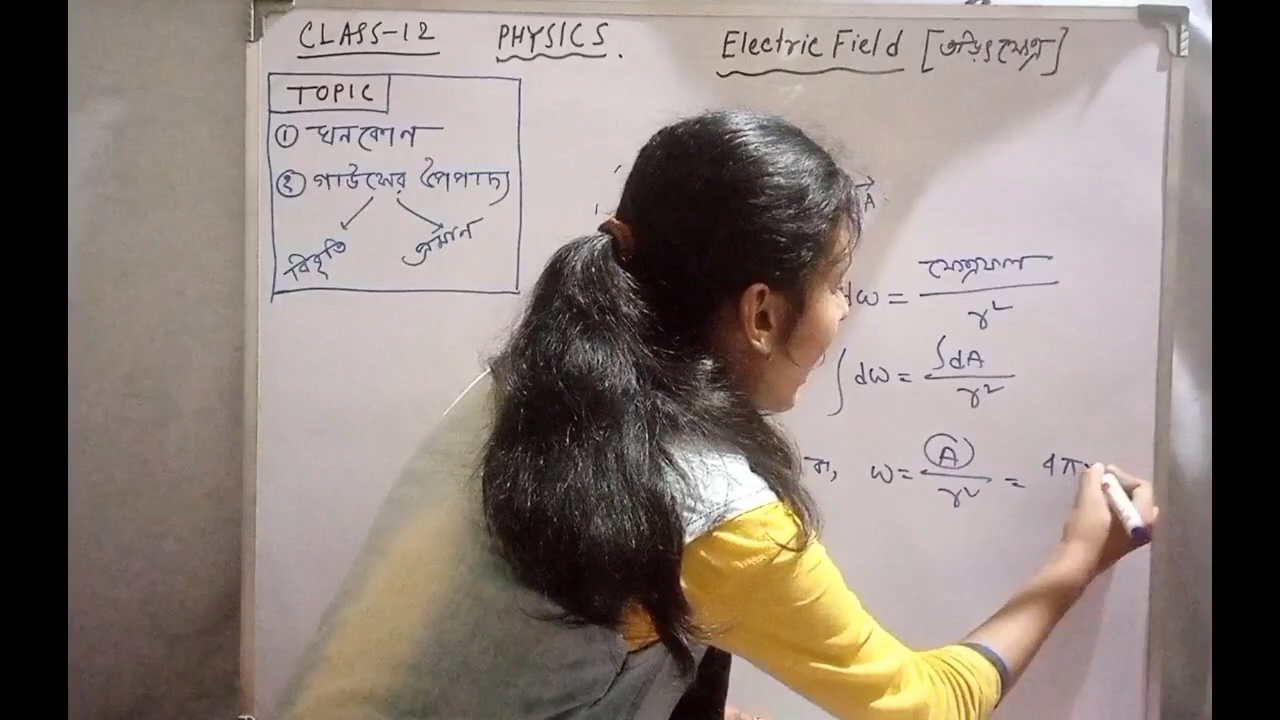 CLASS-12 PHYSICS. Electric Field [তড়িৎক্ষেত্র]
TOPIC
① ঘনকোন
② গাউসের উপপাদ্য
বিবৃতি প্রমান
A
dω = ক্ষেত্রফল / r²
∫dω = ∫dA / r²
বা, ω = A / r² = 4π